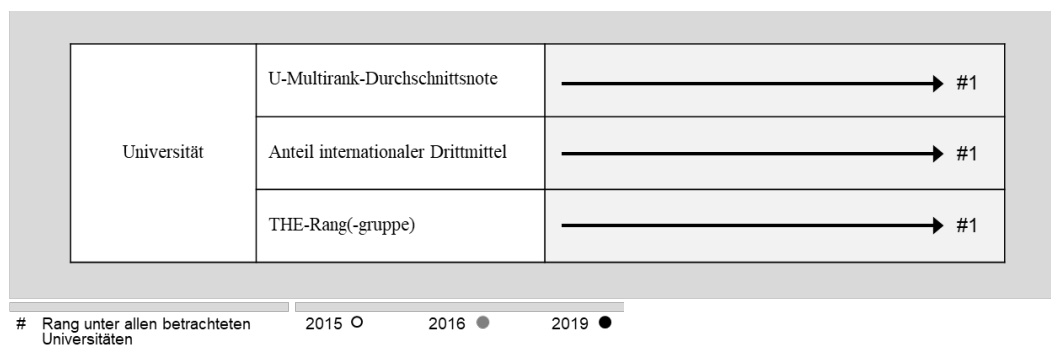 U-Multirank-Durchschnittsnote
#1
Universität
Anteil internationaler Drittmittel
#1
THE-Rang(-gruppe)
#1
# Rang unter allen betrachteten
Universitäten
2015
2016
2019